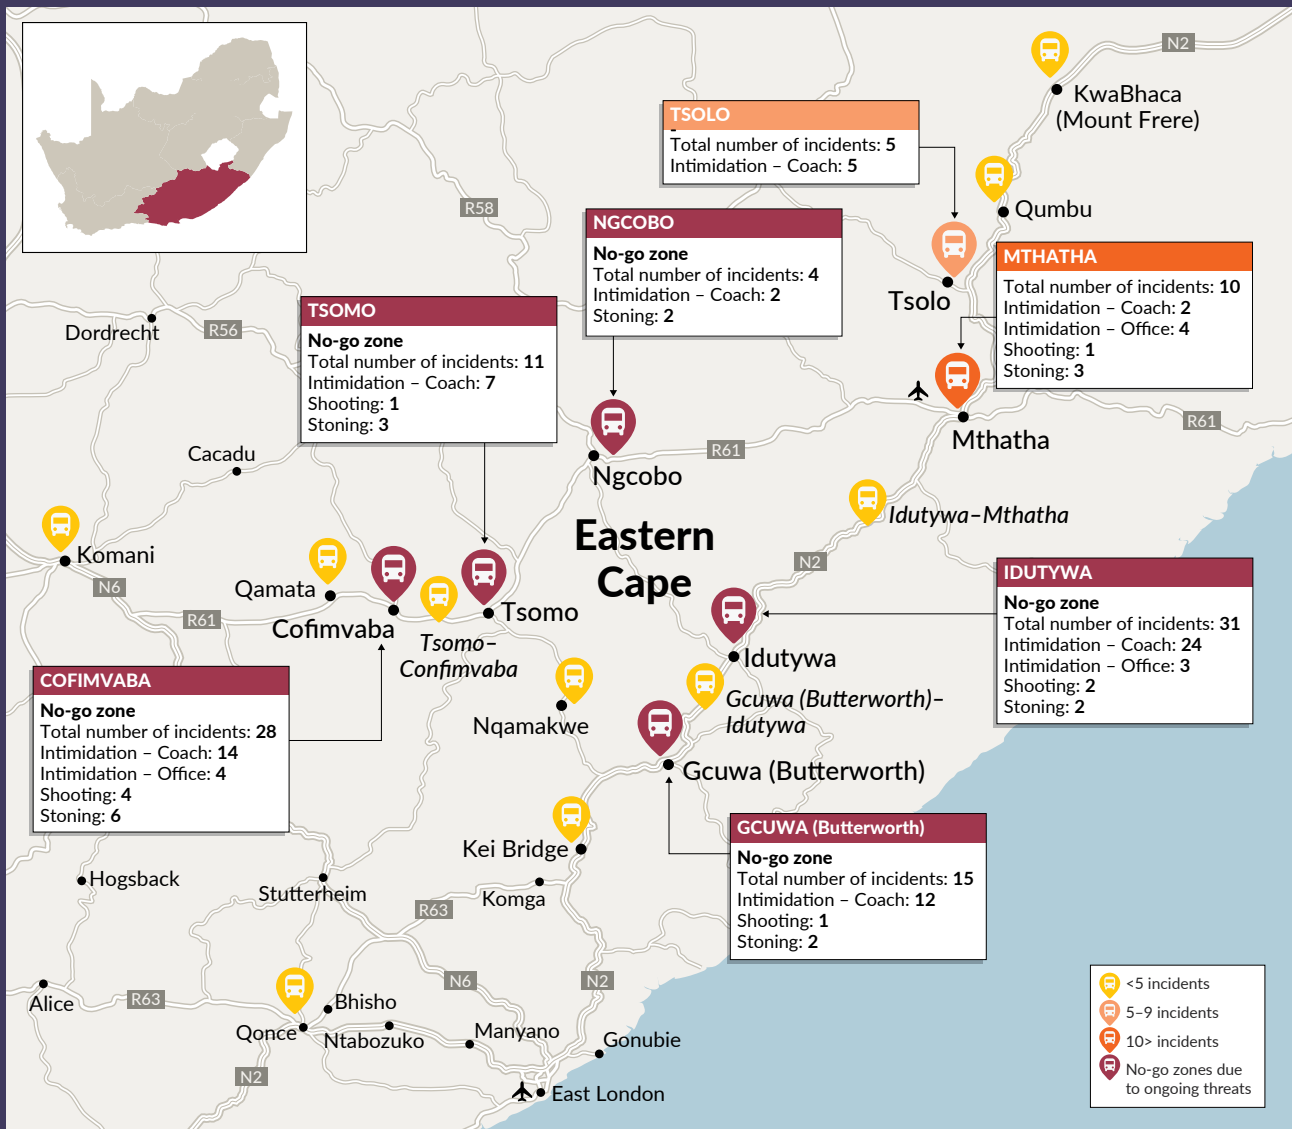 N2
KwaBhaca
(Mount Frere)
TSOLO
Total number of incidents: 5
Intimidation – Coach: 5
Qumbu
R58
NGCOBO
No-go zone
Total number of incidents: 4
Intimidation – Coach: 2
Stoning: 2
MTHATHA
Total number of incidents: 10
Intimidation – Coach: 2
Intimidation – Office: 4
Shooting: 1
Stoning: 3
Tsolo
TSOMO
No-go zone
Total number of incidents: 11
Intimidation – Coach: 7
Shooting: 1
Stoning: 3
Dordrecht
R56
Mthatha
R61
R61
Cacadu
Ngcobo
Idutywa–Mthatha
Eastern
Cape
Komani
N6
Qamata
R61
Cofimvaba
Tsomo
Tsomo–
Confimvaba
N2
IDUTYWA
No-go zone
Total number of incidents: 31
Intimidation – Coach: 24
Intimidation – Office: 3
Shooting: 2
Stoning: 2
Idutywa
COFIMVABA
No-go zone
Total number of incidents: 28
Intimidation – Coach: 14
Intimidation – Office: 4
Shooting: 4
Stoning: 6
Nqamakwe
Gcuwa (Butterworth)–
Idutywa
Gcuwa (Butterworth)
GCUWA (Butterworth)
No-go zone
Total number of incidents: 15
Intimidation – Coach: 12
Shooting: 1
Stoning: 2
Kei Bridge
Hogsback
Stutterheim
Komga
R63
N6
N2
Alice
R63
Bhisho
Qonce
Ntabozuko
Manyano
Gonubie
N2
East London
<5 incidents
5–9 incidents
10> incidents
No-go zones due
to ongoing threats